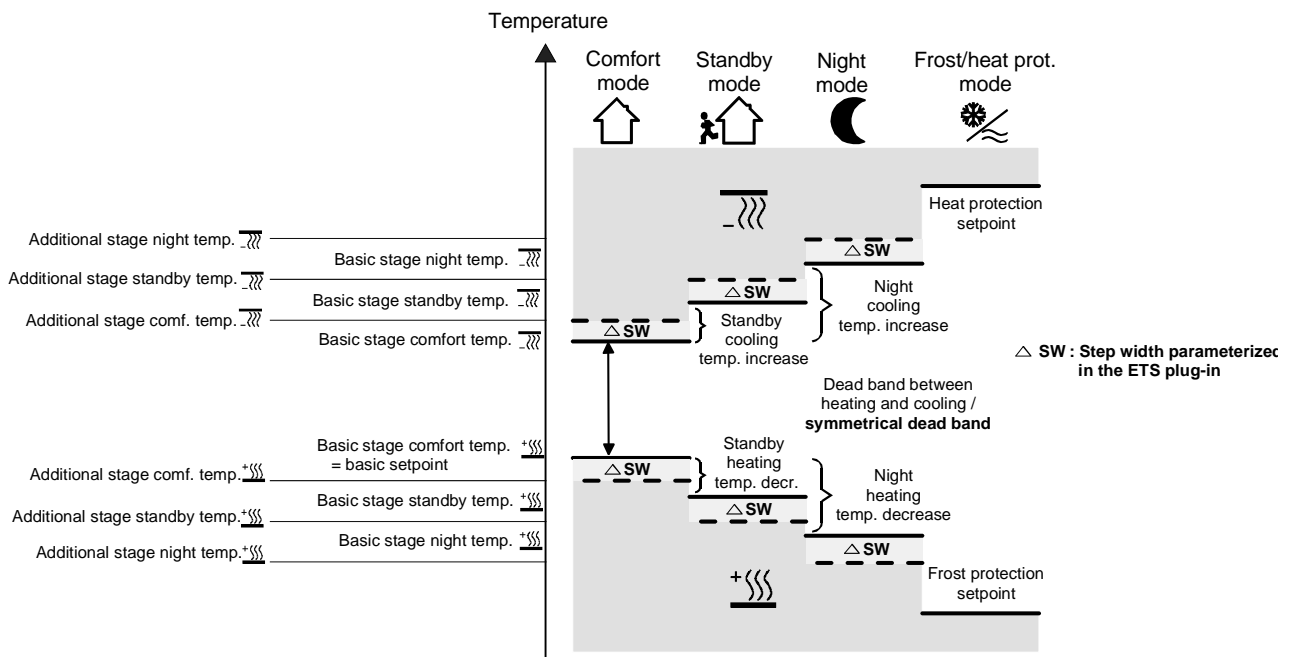 Temperature
Comfort
mode
Standby
mode
Night
mode
Frost/heat prot.
mode
Heat protection
setpoint
Additional stage night temp.
Basic stage night temp.
Additional stage standby temp.
Basic stage standby temp.
Additional stage comf. temp.
Basic stage comfort temp.
△ SW
△ SW
△ SW
Night
cooling
temp. increase
Standby
cooling
temp. increase
△ SW : Step width parameterized
in the ETS plug-in
Dead band between
heating and cooling /
symmetrical dead band
Basic stage comfort temp.
= basic setpoint
Additional stage comf. temp.
Basic stage standby temp.
Additional stage standby temp.
Basic stage night temp.
Additional stage night temp.
△ SW
△ SW
△ SW
Standby
heating
temp. decr.
Night
heating
temp. decrease
Frost protection
setpoint